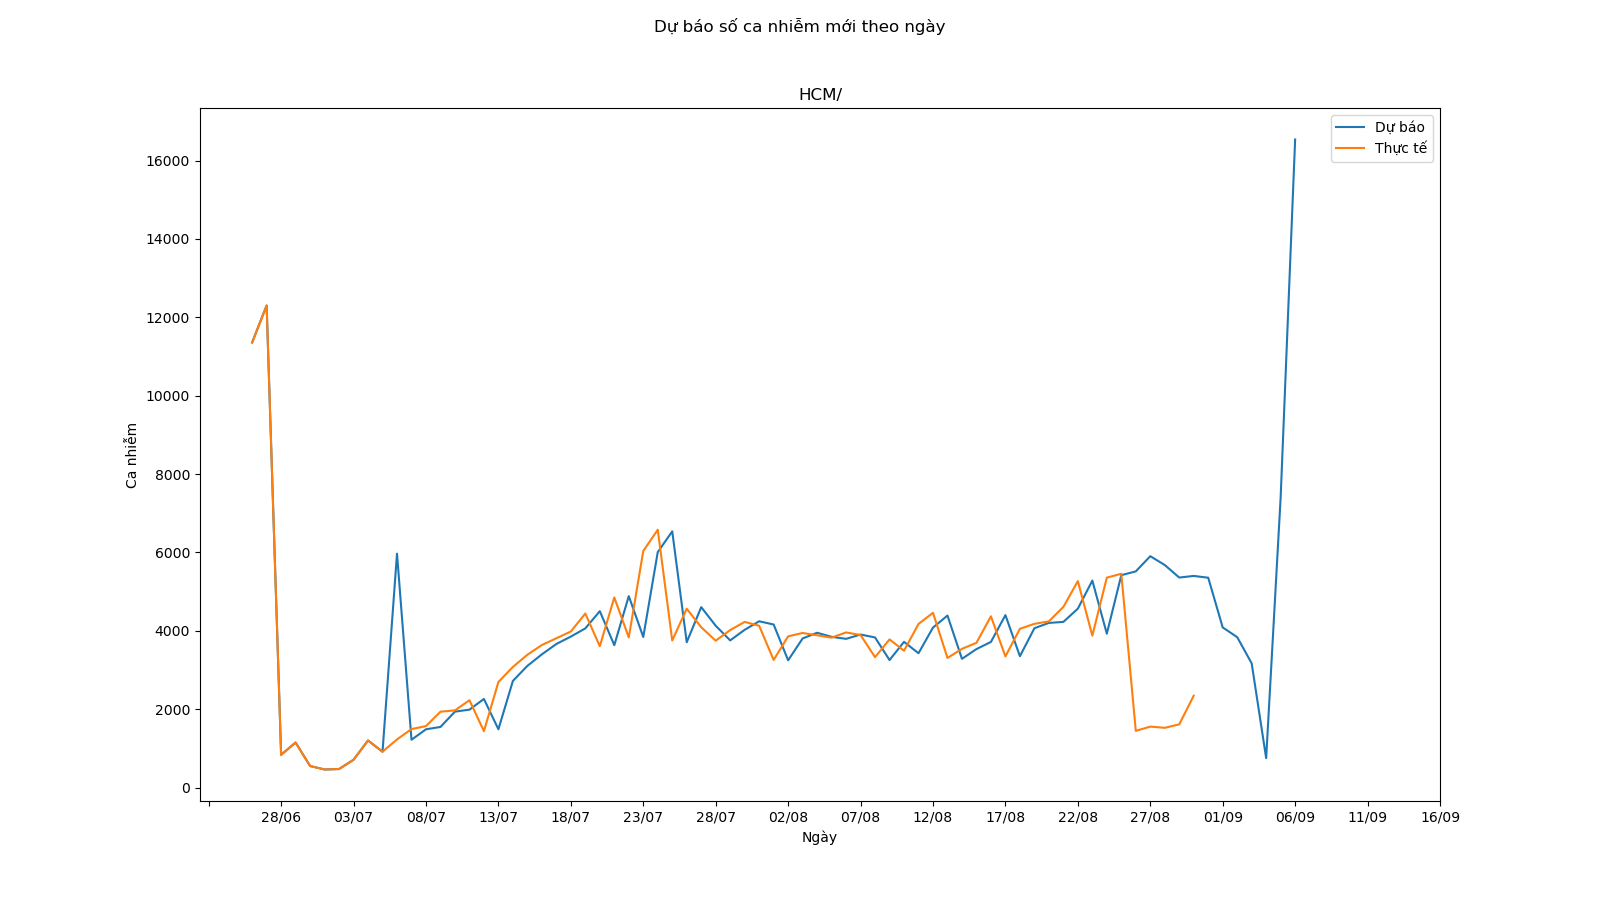 Dự báo số ca nhiễm mới theo ngày
HCM/
Dự báo
Thực tế
16000
14000
12000
10000
8000
6000
4000
2000
0
Ca nhiễm
28/06 03/07 08/07 13/07 18/07 23/07 28/07 02/08 07/08 12/08 17/08 22/08 27/08 01/09 06/09 11/09 16/09
Ngày